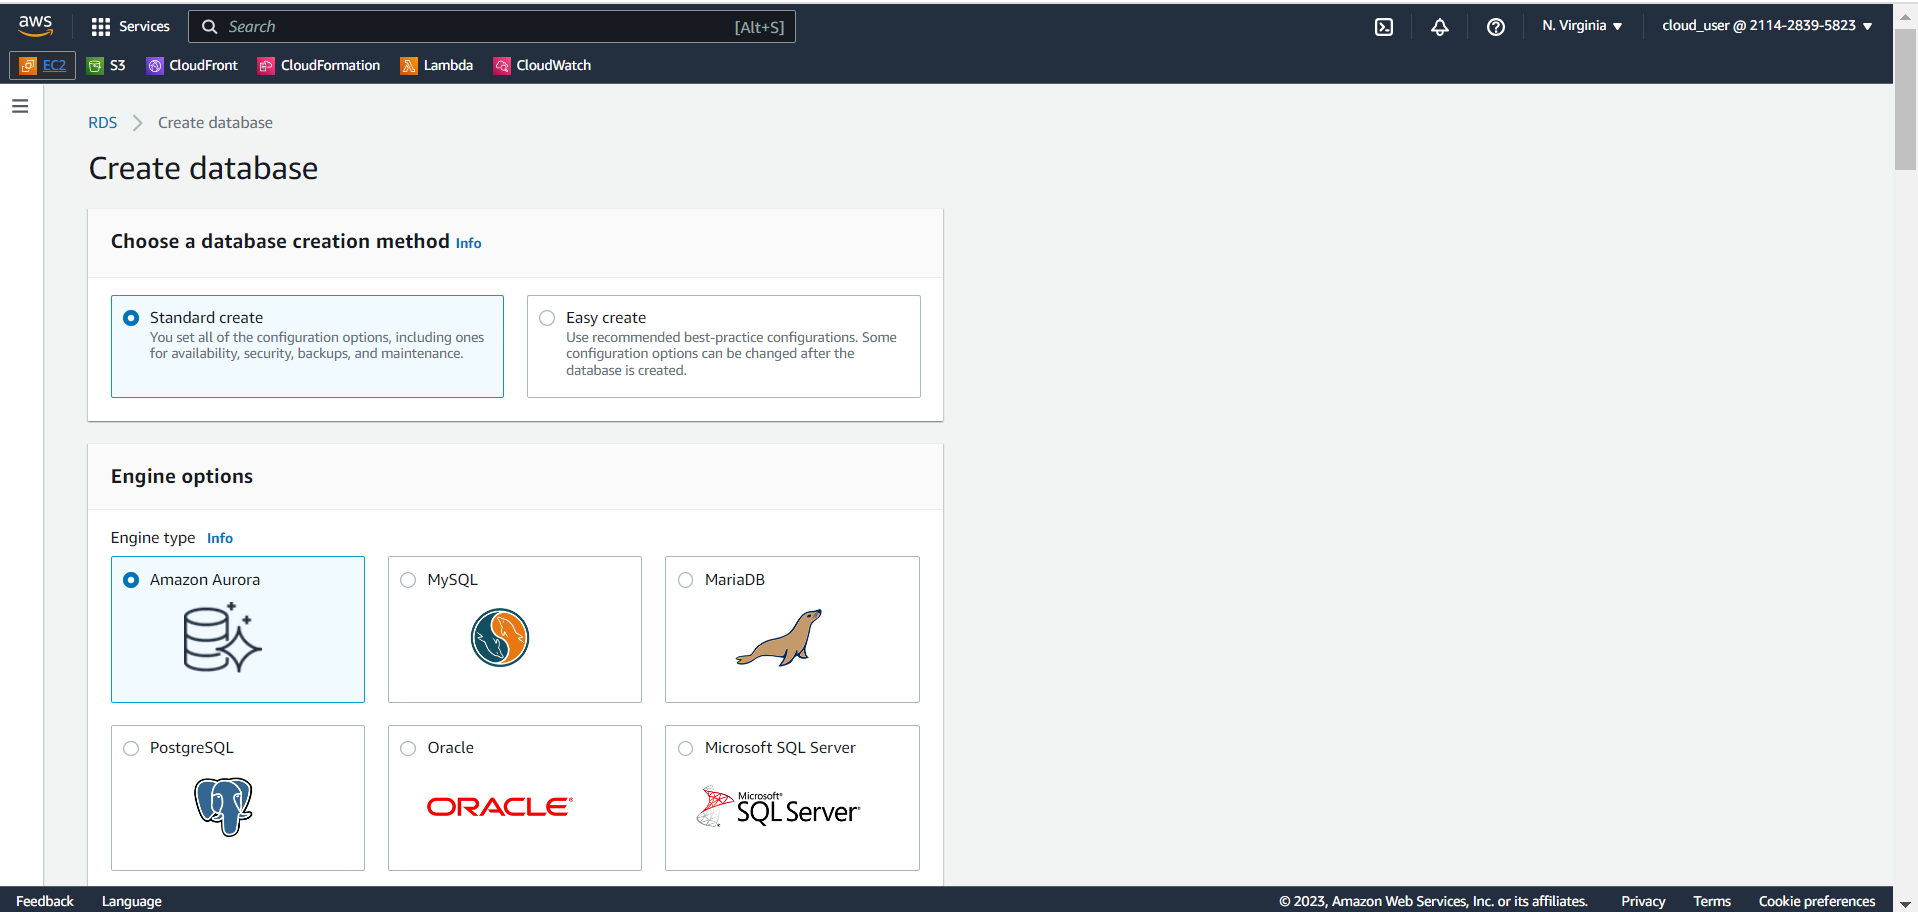 aws
Services
Search
[Alt+S]
N. Virginia
cloud_user @ 2114-2839-5823
EC2
S3
CloudFront
CloudFormation
Lambda
CloudWatch
RDS
Create database
Create database
Choose a database creation method Info
Standard create
You set all of the configuration options, including ones
for availability, security, backups, and maintenance.
Easy create
Use recommended best-practice configurations. Some
configuration options can be changed after the
database is created.
Engine options
Engine type Info
Amazon Aurora
MySQL
MariaDB
PostgreSQL
Oracle
ORACLE®
Microsoft SQL Server
Microsoft®
SQL Server®
Feedback
Language
© 2023, Amazon Web Services, Inc. or its affiliates.
Privacy
Terms
Cookie preferences